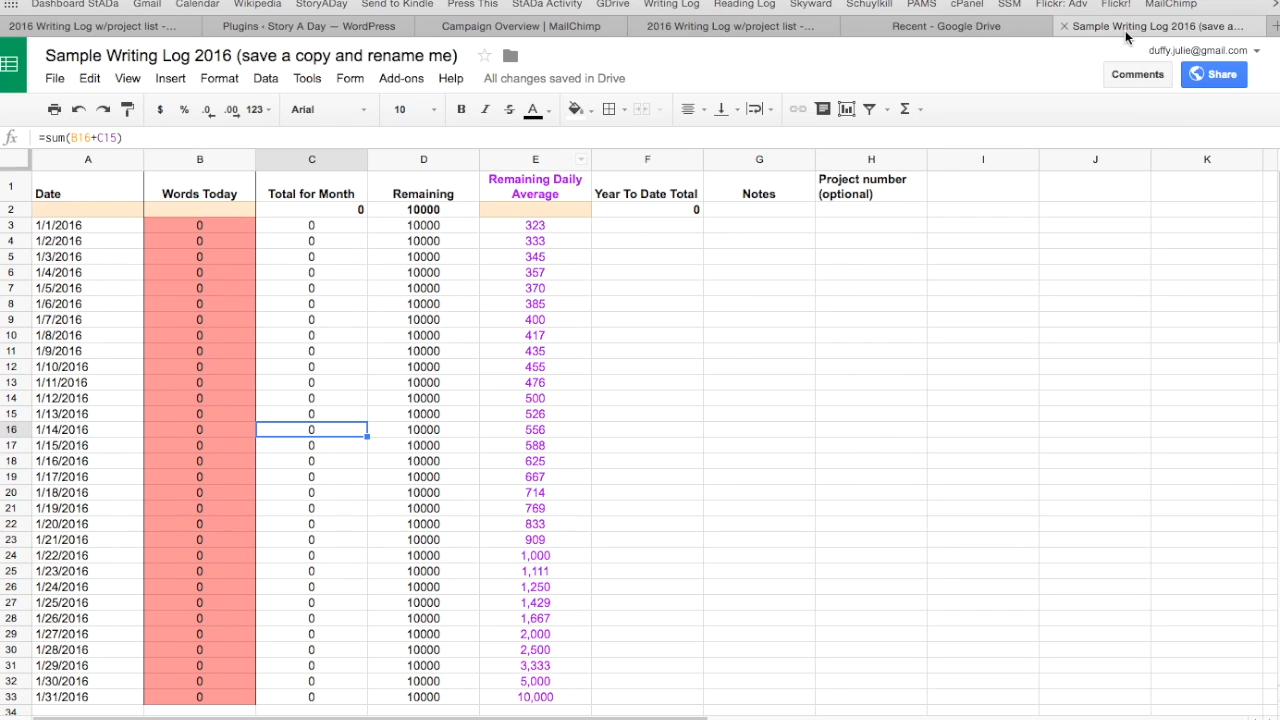 Dashboard StADa Gmail Calendar Wikipedia StoryADay Send to Kindle Press This StADa Activity GDrive Writing Log Reading Log Skyward Schuylkill PAMS cPanel SSM Flickr: Adv Flickr! MailChimp
2016 Writing Log w/project list -... Plugins ‹ Story A Day — WordPress Campaign Overview | MailChimp 2016 Writing Log w/project list -... Recent - Google Drive Sample Writing Log 2016 (save a...
Sample Writing Log 2016 (save a copy and rename me)
duffy.julie@gmail.com
File Edit View Insert Format Data Tools Form Add-ons Help All changes saved in Drive
Comments Share
$ % .0 .00 123 Arial 10 B I S A Σ
fx =sum(B16+C15)
A B C D E F G H I J K
1 Date Words Today Total for Month Remaining Remaining Daily Average Year To Date Total Notes Project number (optional)
2 0 10000 0
3 1/1/2016 0 0 10000 323
4 1/2/2016 0 0 10000 333
5 1/3/2016 0 0 10000 345
6 1/4/2016 0 0 10000 357
7 1/5/2016 0 0 10000 370
8 1/6/2016 0 0 10000 385
9 1/7/2016 0 0 10000 400
10 1/8/2016 0 0 10000 417
11 1/9/2016 0 0 10000 435
12 1/10/2016 0 0 10000 455
13 1/11/2016 0 0 10000 476
14 1/12/2016 0 0 10000 500
15 1/13/2016 0 0 10000 526
16 1/14/2016 0 0 10000 556
17 1/15/2016 0 0 10000 588
18 1/16/2016 0 0 10000 625
19 1/17/2016 0 0 10000 667
20 1/18/2016 0 0 10000 714
21 1/19/2016 0 0 10000 769
22 1/20/2016 0 0 10000 833
23 1/21/2016 0 0 10000 909
24 1/22/2016 0 0 10000 1,000
25 1/23/2016 0 0 10000 1,111
26 1/24/2016 0 0 10000 1,250
27 1/25/2016 0 0 10000 1,429
28 1/26/2016 0 0 10000 1,667
29 1/27/2016 0 0 10000 2,000
30 1/28/2016 0 0 10000 2,500
31 1/29/2016 0 0 10000 3,333
32 1/30/2016 0 0 10000 5,000
33 1/31/2016 0 0 10000 10,000
34